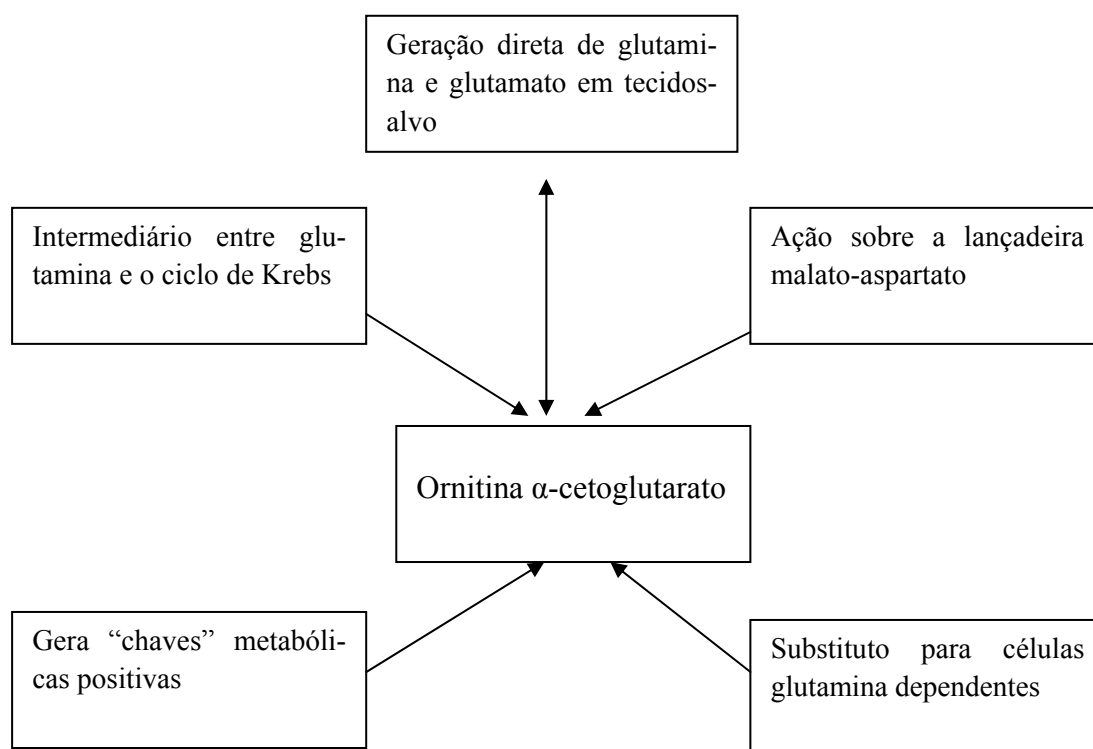 Geração direta de glutami-
na e glutamato em tecidos-
alvo
Intermediário entre glu-
tamina e o ciclo de Krebs
Ação sobre a lançadeira
malato-aspartato
Ornitina α-cetoglutarato
Gera “chaves” metabóli-
cas positivas
Substituto para células
glutamina dependentes